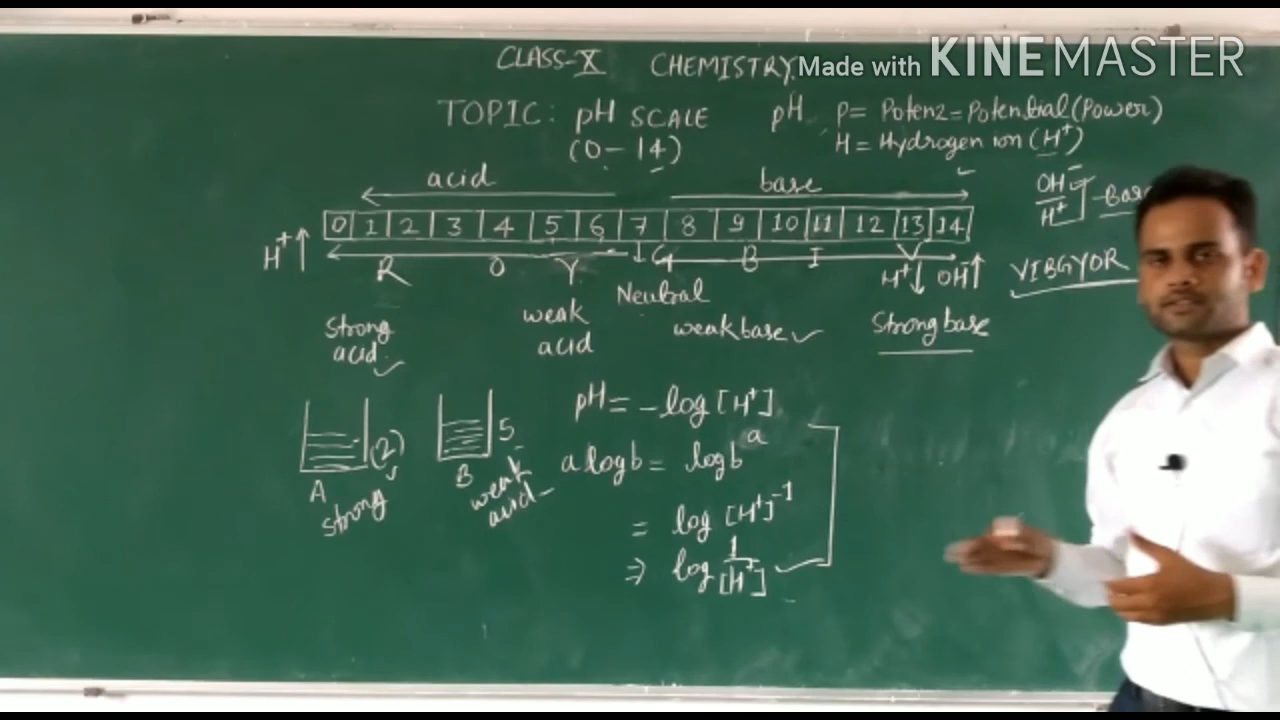 CLASS-X CHEMISTRY
Made with KINEMASTER
TOPIC: pH SCALE
(0-14)
pH P= Potenz = Potential (Power)
H = Hydrogen ion (H⁺)
acid base
OH⁻
H⁺
-Base
0 1 2 3 4 5 6 7 8 9 10 11 12 13 14
H⁺↑
R O Y G B I V
H⁺↓ OH⁻↑
VIBGYOR
Neutral
strong acid
weak acid
weak base
Strong base
A (2)
strong
B 5
weak acid
pH = -log [H⁺]
a log b = log bᵃ
= log [H⁺]⁻¹
⇒ log 1/[H⁺]